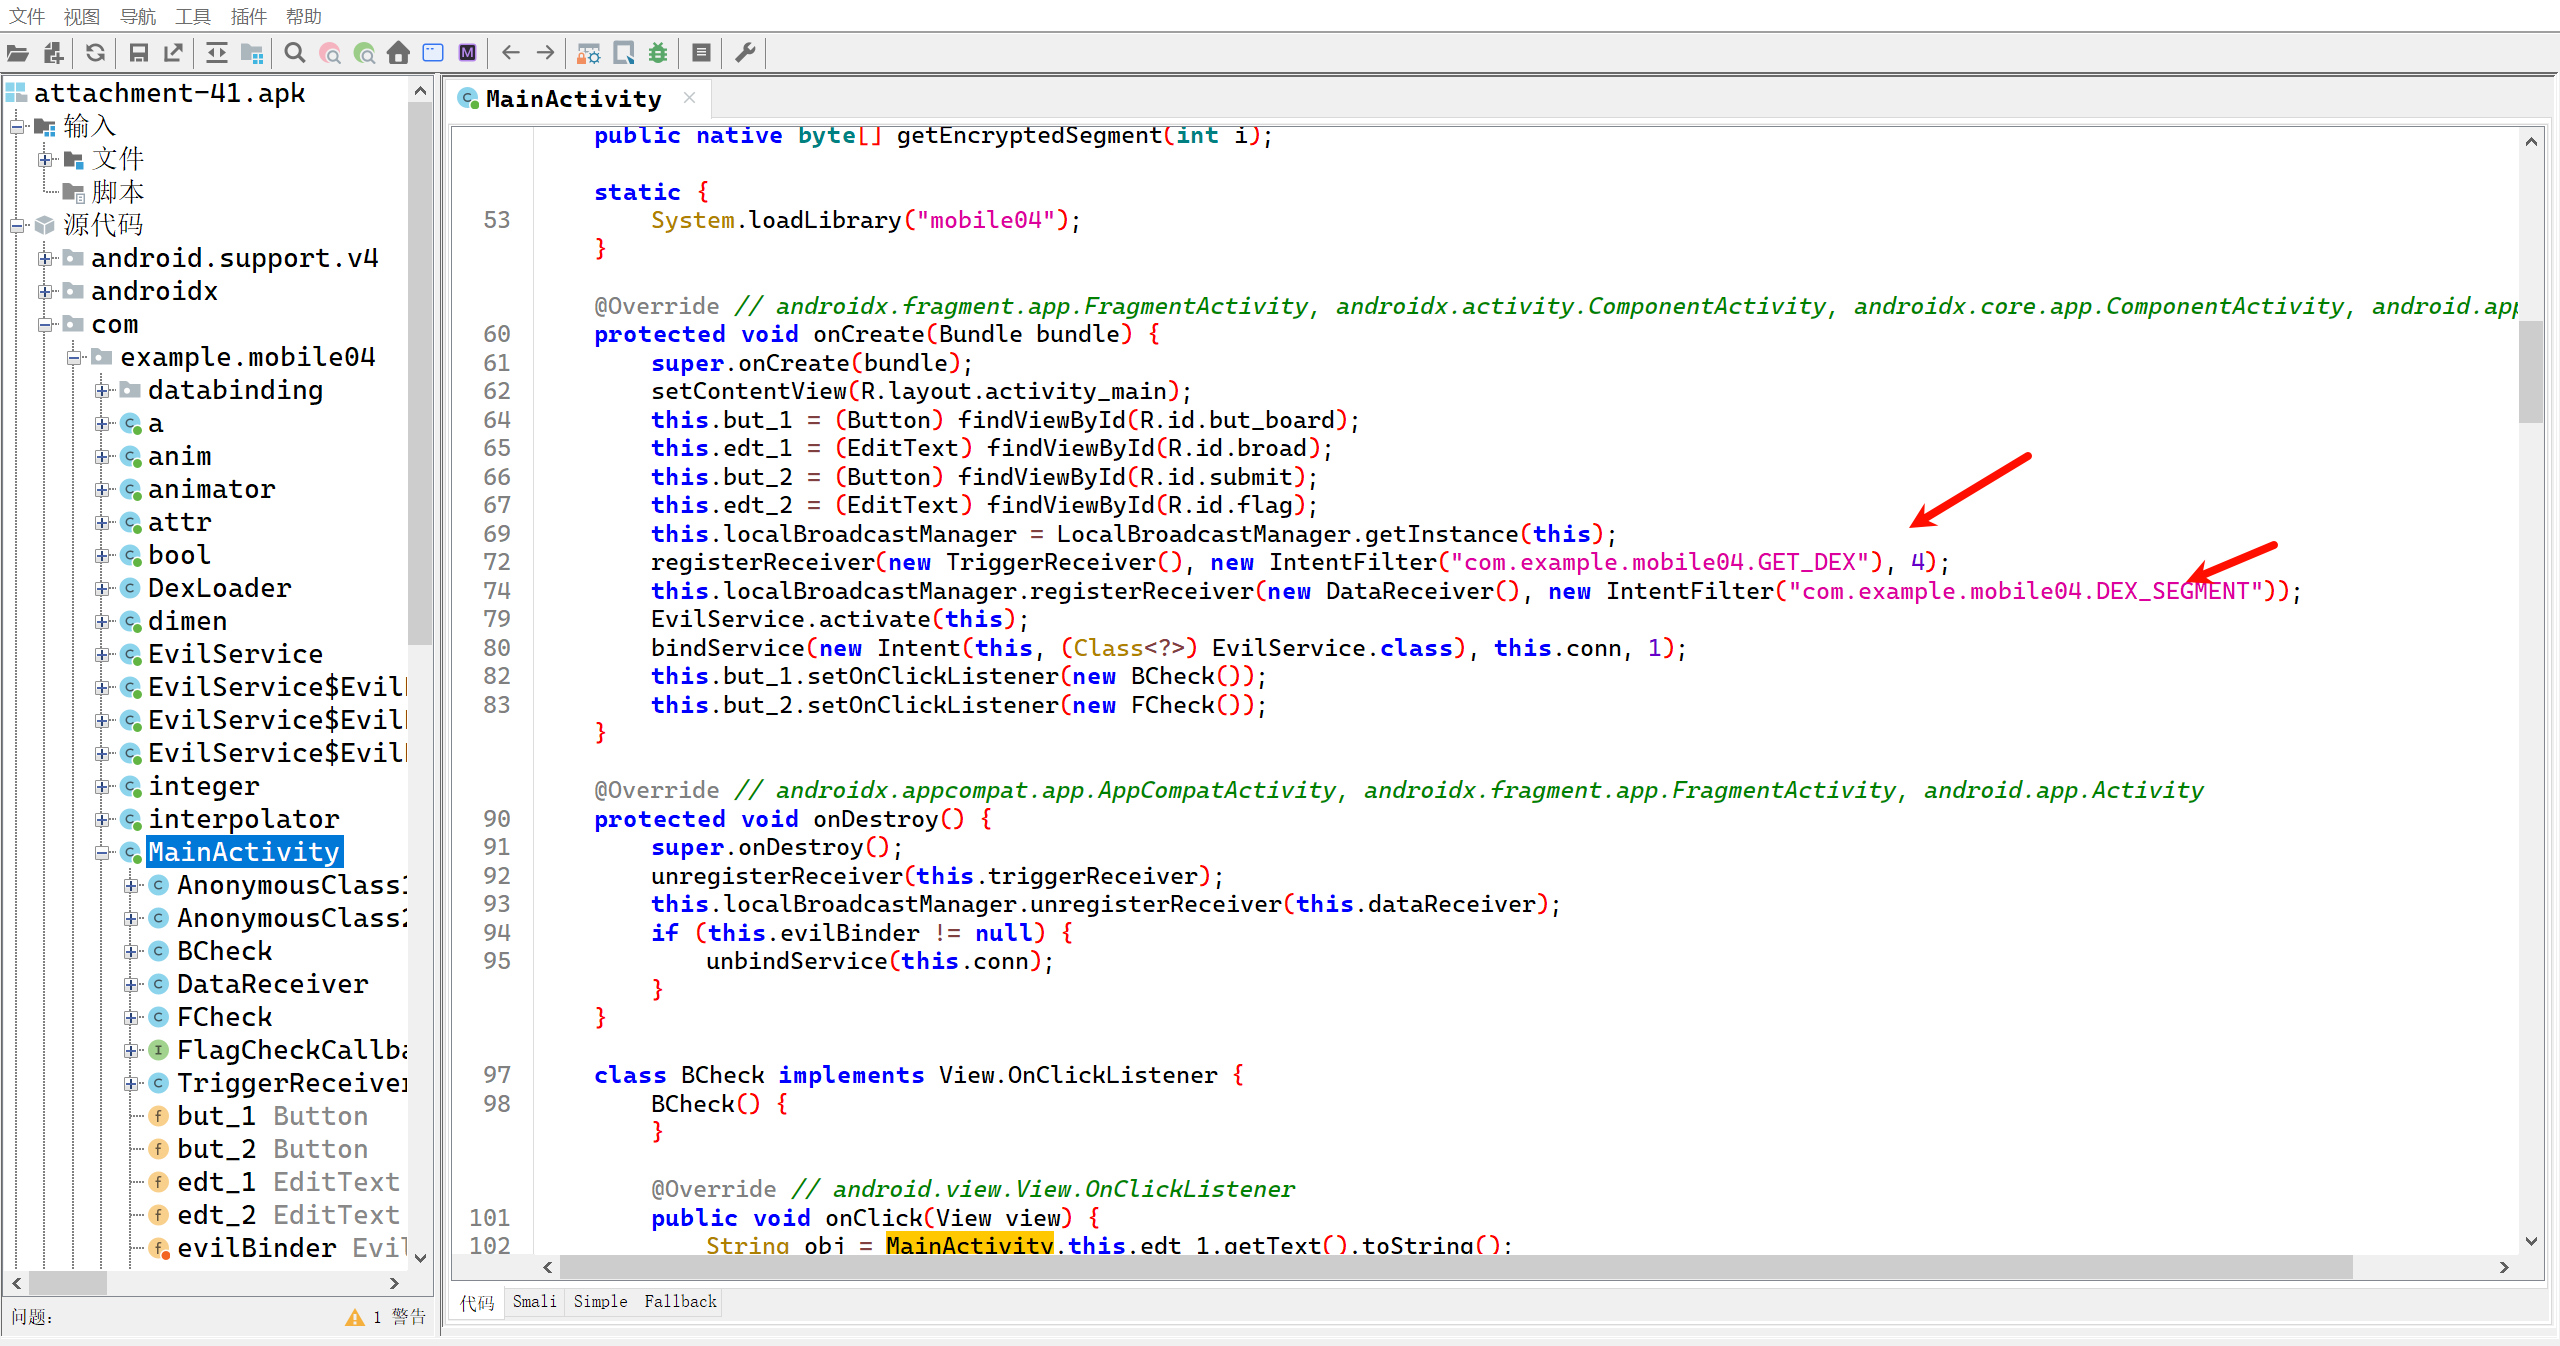 文件 视图 导航 工具 插件 帮助
attachment-41.apk
输入
文件
脚本
源代码
android.support.v4
androidx
com
example.mobile04
databinding
a
anim
animator
attr
bool
DexLoader
dimen
EvilService
EvilService$Evil
EvilService$Evil
EvilService$Evil
integer
interpolator
MainActivity
AnonymousClass1
AnonymousClass2
BCheck
DataReceiver
FCheck
FlagCheckCallba
TriggerReceiver
but_1 Button
but_2 Button
edt_1 EditText
edt_2 EditText
evilBinder Evil
问题: 1 警告
MainActivity
public native byte[] getEncryptedSegment(int i);
static {
53 System.loadLibrary("mobile04");
}
@Override // androidx.fragment.app.FragmentActivity, androidx.activity.ComponentActivity, androidx.core.app.ComponentActivity, android.app
60 protected void onCreate(Bundle bundle) {
61 super.onCreate(bundle);
62 setContentView(R.layout.activity_main);
64 this.but_1 = (Button) findViewById(R.id.but_board);
65 this.edt_1 = (EditText) findViewById(R.id.broad);
66 this.but_2 = (Button) findViewById(R.id.submit);
67 this.edt_2 = (EditText) findViewById(R.id.flag);
69 this.localBroadcastManager = LocalBroadcastManager.getInstance(this);
72 registerReceiver(new TriggerReceiver(), new IntentFilter("com.example.mobile04.GET_DEX"), 4);
74 this.localBroadcastManager.registerReceiver(new DataReceiver(), new IntentFilter("com.example.mobile04.DEX_SEGMENT"));
79 EvilService.activate(this);
80 bindService(new Intent(this, (Class<?>) EvilService.class), this.conn, 1);
82 this.but_1.setOnClickListener(new BCheck());
83 this.but_2.setOnClickListener(new FCheck());
}
@Override // androidx.appcompat.app.AppCompatActivity, androidx.fragment.app.FragmentActivity, android.app.Activity
90 protected void onDestroy() {
91 super.onDestroy();
92 unregisterReceiver(this.triggerReceiver);
93 this.localBroadcastManager.unregisterReceiver(this.dataReceiver);
94 if (this.evilBinder != null) {
95 unbindService(this.conn);
}
}
97 class BCheck implements View.OnClickListener {
98 BCheck() {
}
@Override // android.view.View.OnClickListener
101 public void onClick(View view) {
102 String obj = MainActivity.this.edt_1.getText().toString();
代码 Smali Simple Fallback